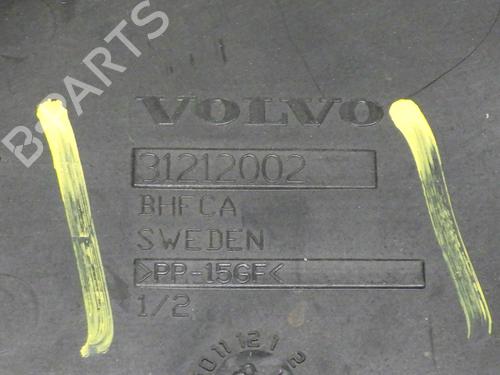 B-PARTS
VOLVO
31212002
BHFCA
SWEDEN
>PP-15GF<
1/2